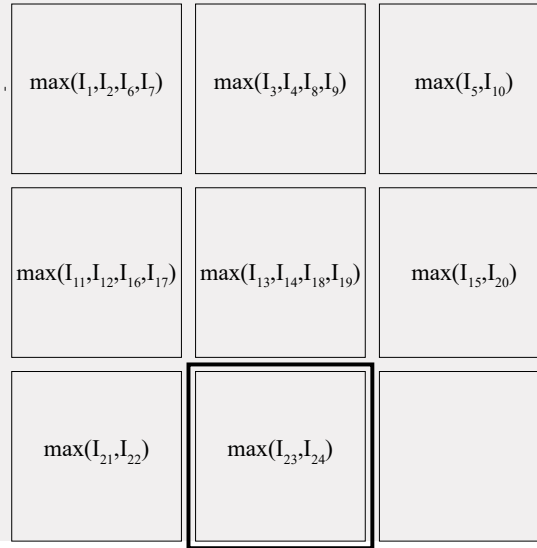 max(I₁,I₂,I₆,I₇) max(I₃,I₄,I₈,I₉) max(I₅,I₁₀)
max(I₁₁,I₁₂,I₁₆,I₁₇) max(I₁₃,I₁₄,I₁₈,I₁₉) max(I₁₅,I₂₀)
max(I₂₁,I₂₂) max(I₂₃,I₂₄)